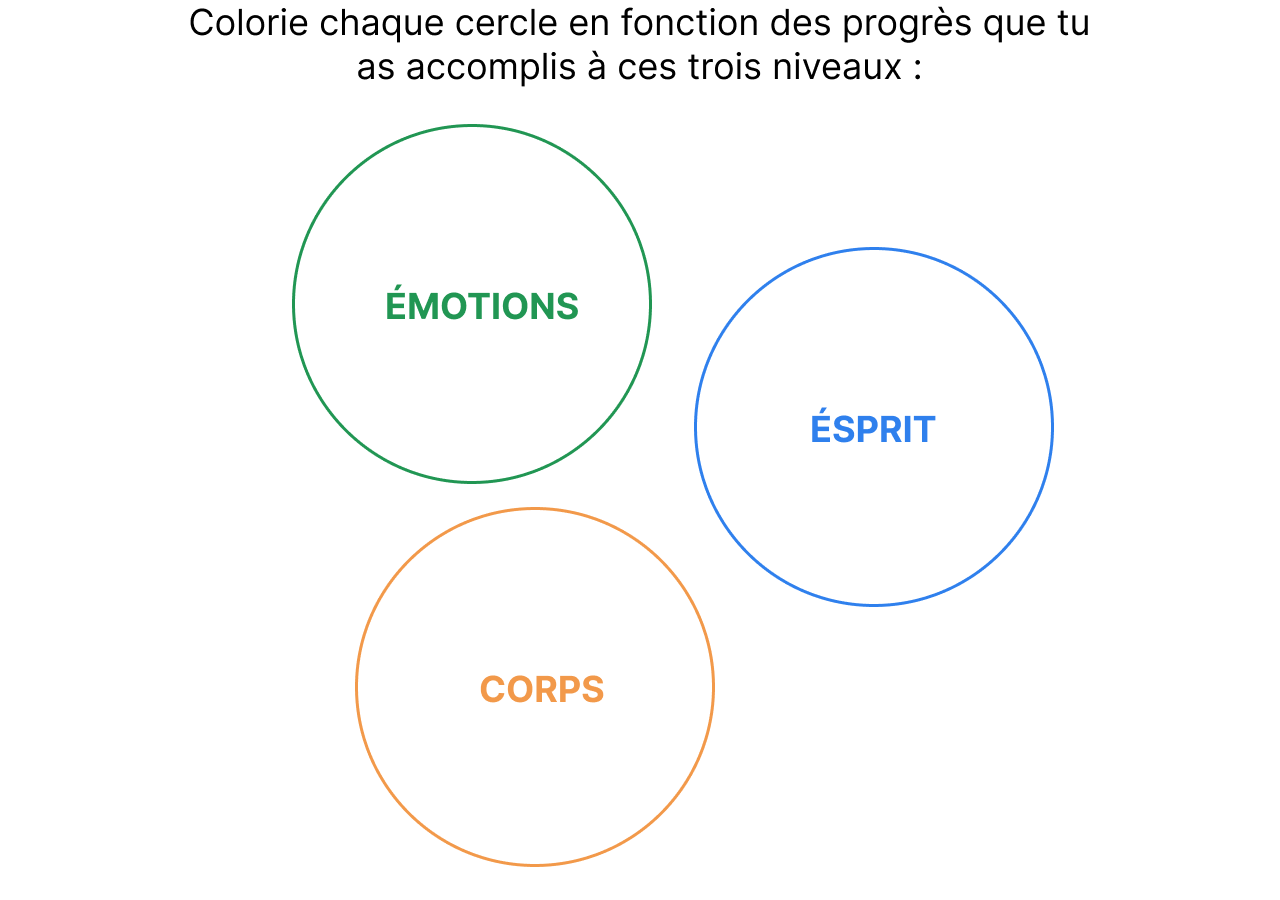 Colorie chaque cercle en fonction des progrès que tu
as accomplis à ces trois niveaux :
ÉMOTIONS
ÉSPRIT
CORPS